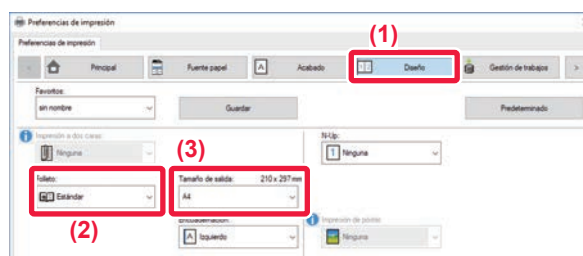 Preferencias de impresión
Preferencias de impresión
(1)
Principal
Fuente papel
Acabado
Diseño
Gestión de trabajos
Favoritos:
sin nombre
Guardar
Predeterminado
Impresión a dos caras:
Ninguna
(3)
N-Up:
Ninguna
Folleto:
Estándar
Tamaño de salida: 210 x 297 mm
A4
(2)
Encuadernación:
Izquierdo
Impresión de póster:
Ninguna